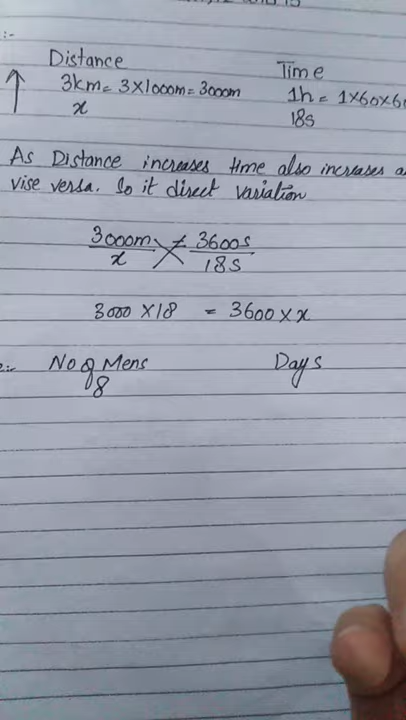 :-
Distance Time
3km = 3×1000m = 3000m 1h = 1×60×6
x 18s
As Distance increases time also increases a
vise versa. So it direct variation
3000m/x = 3600s/18s
3000 × 18 = 3600 × x
:- No of Mens Days
8